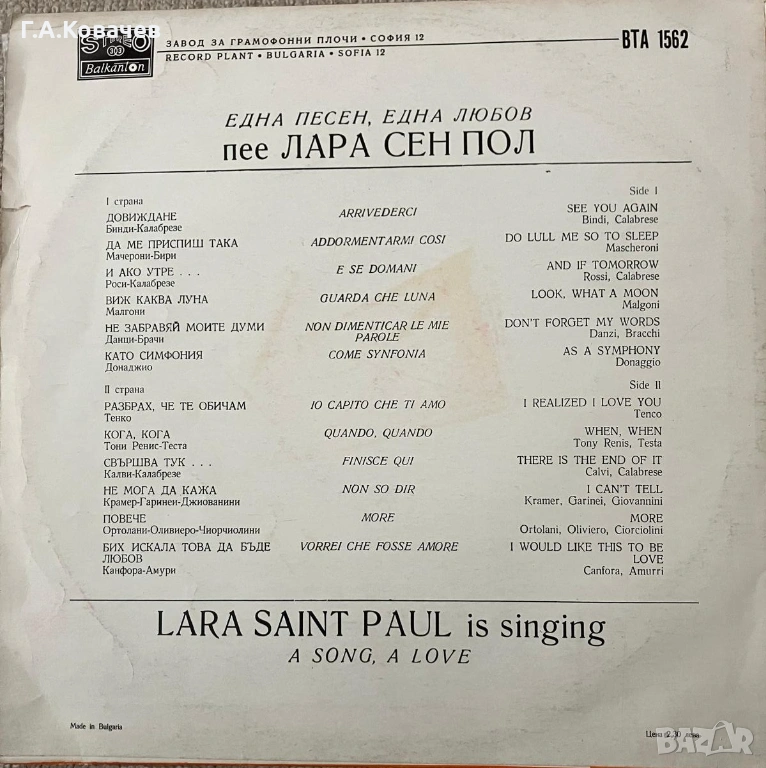 Г.А.Ковачев
STEREO
33
Balkanton
ЗАВОД ЗА ГРАМОФОННИ ПЛОЧИ • СОФИЯ 12
RECORD PLANT • BULGARIA • SOFIA 12
ВТА 1562
ЕДНА ПЕСЕН, ЕДНА ЛЮБОВ
пее ЛАРА СЕН ПОЛ
I страна
Side I
ДОВИЖДАНЕ
Бинди-Калабрезе
ARRIVEDERCI
SEE YOU AGAIN
Bindi, Calabrese
ДА МЕ ПРИСПИШ ТАКА
Мачерони-Бири
ADDORMENTARMI COSI
DO LULL ME SO TO SLEEP
Mascheroni
И АКО УТРЕ . . .
Роси-Калабрезе
E SE DOMANI
AND IF TOMORROW
Rossi, Calabrese
ВИЖ КАКВА ЛУНА
Малгони
GUARDA CHE LUNA
LOOK, WHAT A MOON
Malgoni
НЕ ЗАБРАВЯЙ МОИТЕ ДУМИ
Данци-Брачи
NON DIMENTICAR LE MIE
PAROLE
DON'T FORGET MY WORDS
Danzi, Bracchi
КАТО СИМФОНИЯ
Донаджио
COME SYNFONIA
AS A SYMPHONY
Donaggio
II страна
Side II
РАЗБРАХ, ЧЕ ТЕ ОБИЧАМ
Тенко
IO CAPITO CHE TI AMO
I REALIZED I LOVE YOU
Tenco
КОГА, КОГА
Тони Ренис-Теста
QUANDO, QUANDO
WHEN, WHEN
Tony Renis, Testa
СВЪРШВА ТУК . . .
Калви-Калабрезе
FINISCE QUI
THERE IS THE END OF IT
Calvi, Calabrese
НЕ МОГА ДА КАЖА
Крамер-Гаринеи-Джиованини
NON SO DIR
I CAN'T TELL
Kramer, Garinei, Giovannini
ПОВЕЧЕ
Ортолани-Оливиеро-Чиорчиолини
MORE
MORE
Ortolani, Oliviero, Ciorciolini
БИХ ИСКАЛА ТОВА ДА БЪДЕ
ЛЮБОВ
Канфора-Амури
VORREI CHE FOSSE AMORE
I WOULD LIKE THIS TO BE
LOVE
Canfora, Amurri
LARA SAINT PAUL is singing
A SONG, A LOVE
Made in Bulgaria
Цена 2.30 лева
BAZAR